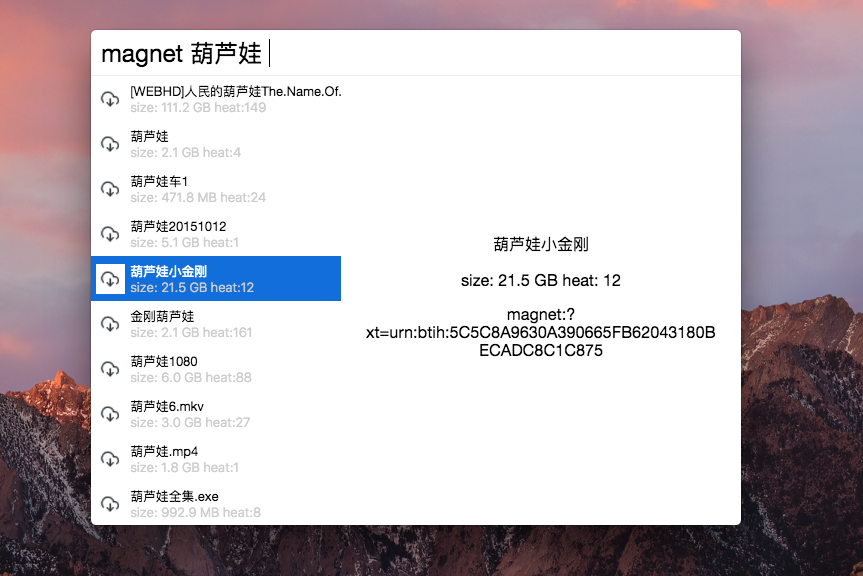 magnet 葫芦娃
[WEBHD]人民的葫芦娃The.Name.Of.
size: 111.2 GB heat:149
葫芦娃
size: 2.1 GB heat:4
葫芦娃车1
size: 471.8 MB heat:24
葫芦娃20151012
size: 5.1 GB heat:1
葫芦娃小金刚
size: 21.5 GB heat:12
金刚葫芦娃
size: 2.1 GB heat:161
葫芦娃1080
size: 6.0 GB heat:88
葫芦娃6.mkv
size: 3.0 GB heat:27
葫芦娃.mp4
size: 1.8 GB heat:1
葫芦娃全集.exe
size: 992.9 MB heat:8
葫芦娃小金刚
size: 21.5 GB heat: 12
magnet:?
xt=urn:btih:5C5C8A9630A390665FB62043180B
ECADC8C1C875